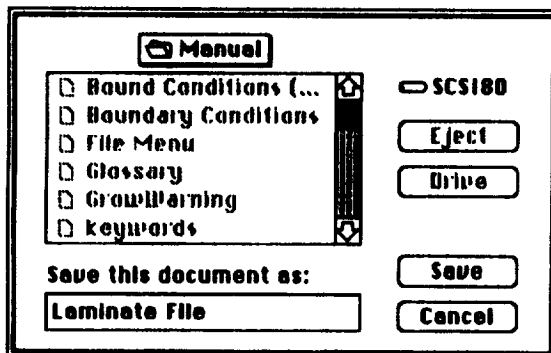 Manual
Bound Conditions (...
Boundary Conditions
File Menu
Glossary
GrowWarning
keywords
SCSI80
Eject
Drive
Save this document as:
Laminate File
Save
Cancel